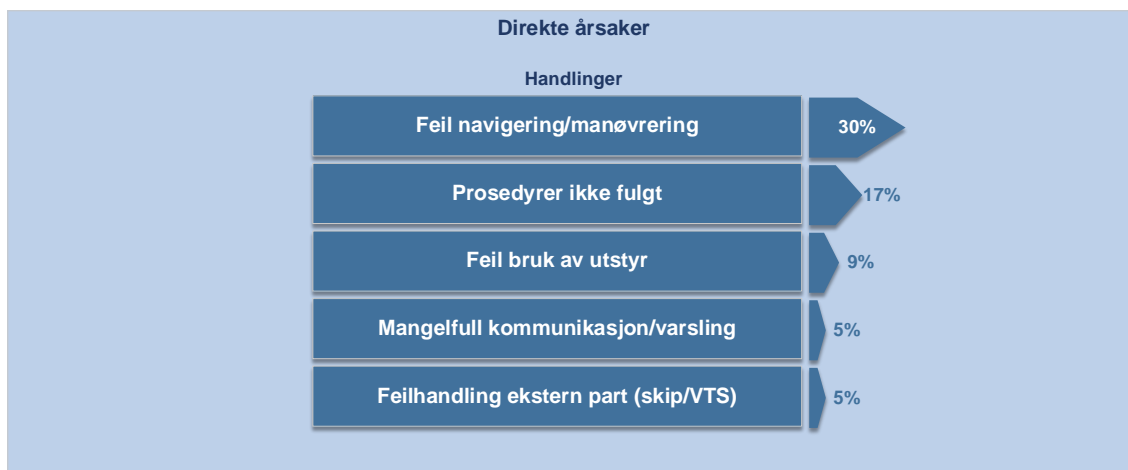 Direkte årsaker
Handlinger
Feil navigering/manøvrering
30%
Prosedyrer ikke fulgt
17%
Feil bruk av utstyr
9%
Mangelfull kommunikasjon/varsling
5%
Feilhandling ekstern part (skip/VTS)
5%